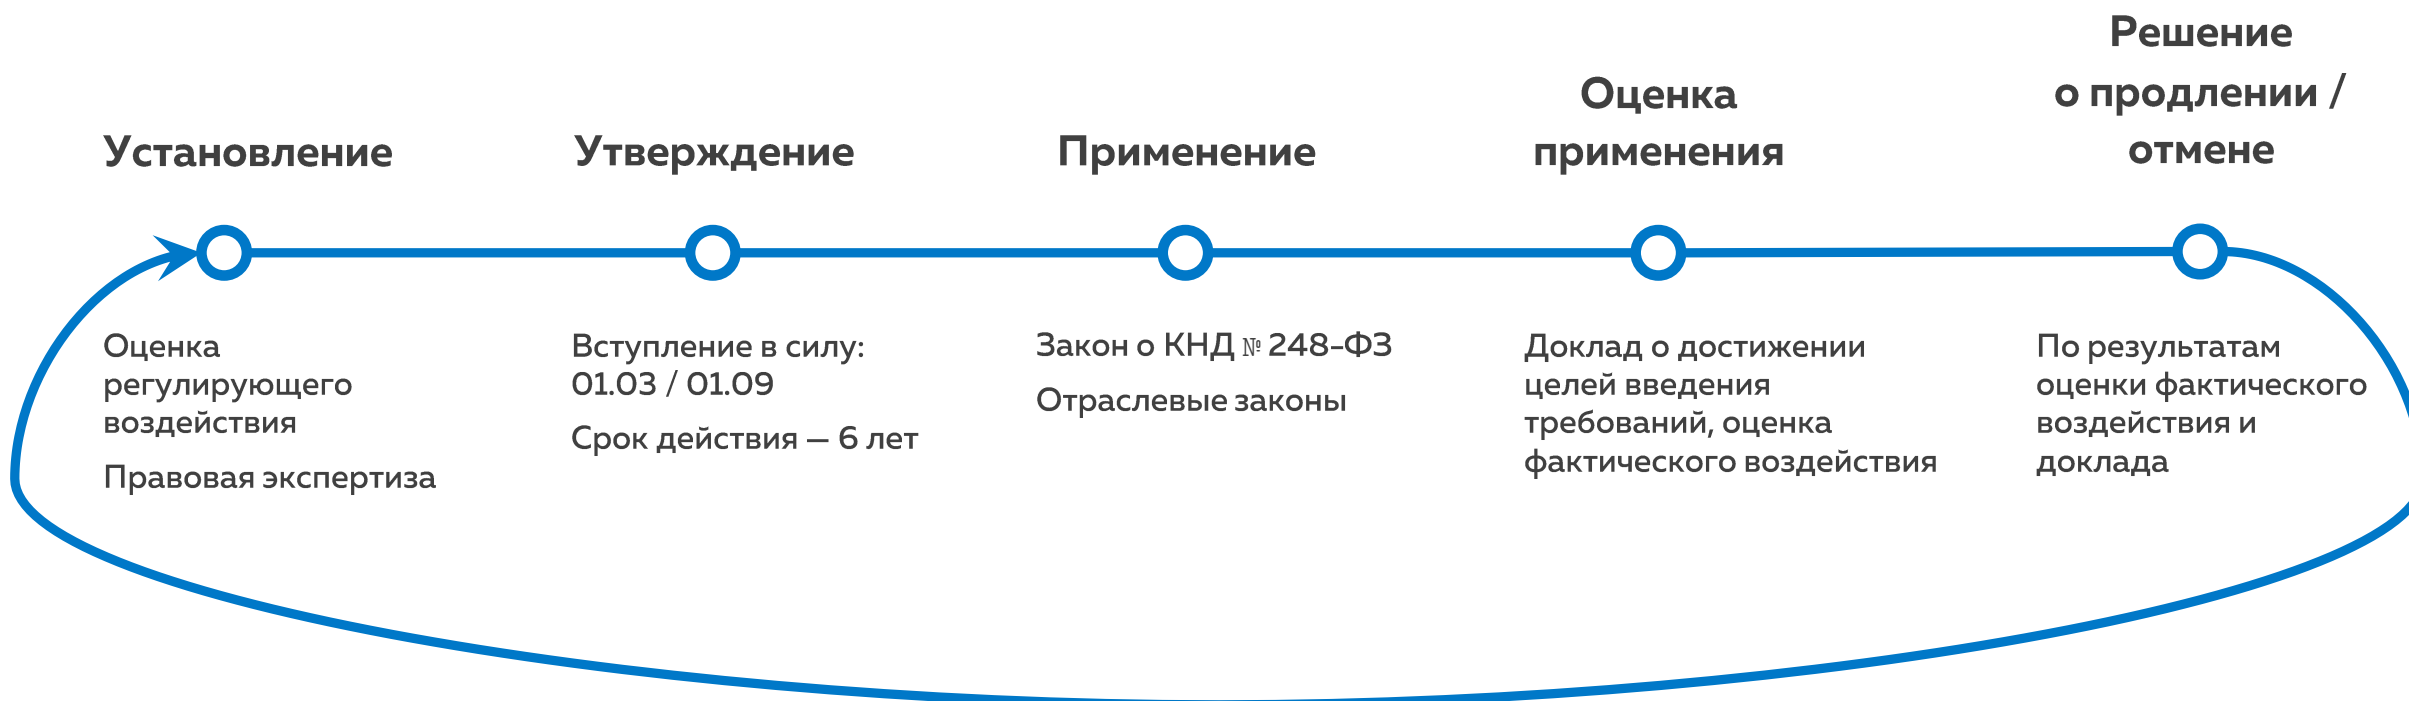 Установление
Оценка
регулирующего
воздействия
Правовая экспертиза
Утверждение
Вступление в силу:
01.03 / 01.09
Срок действия — 6 лет
Применение
Закон о КНД № 248-ФЗ
Отраслевые законы
Оценка
применения
Доклад о достижении
целей введения
требований, оценка
фактического воздействия
Решение
о продлении /
отмене
По результатам
оценки фактического
воздействия и
доклада